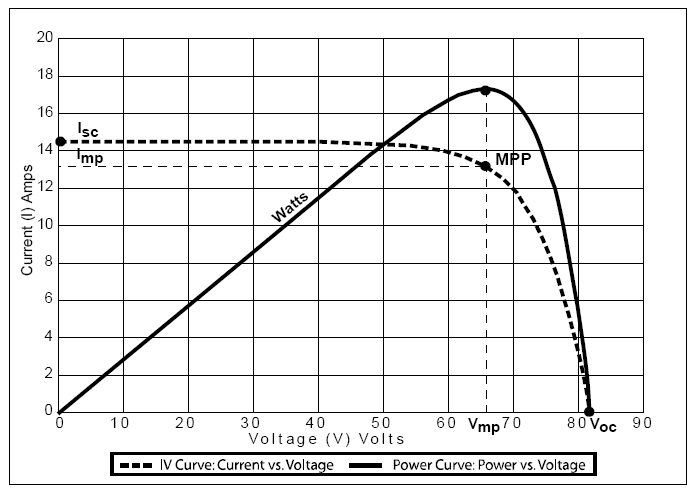 20
18
16
14
12
10
8
6
4
2
0
Current (I) Amps
Isc
Imp
MPP
Watts
0 10 20 30 40 50 60 Vmp 70 80 Voc 90
Voltage (V) Volts
IV Curve: Current vs. Voltage Power Curve: Power vs. Voltage